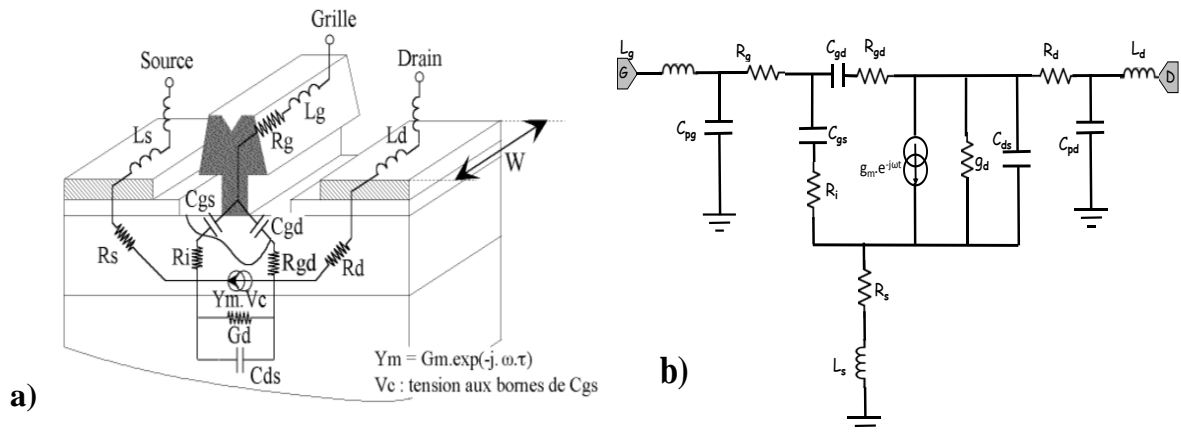 Grille
Source
Drain
Ls
Rg
Lg
Ld
W
Cgs
Cgd
Rs
Ri
Rgd
Rd
Ym.Vc
Gd
Cds
Ym = Gm.exp(-j. ω.τ)
Vc : tension aux bornes de Cgs
a)
Lg
Rg
Cgd
Rgd
Rd
Ld
G
D
Cpg
Cgs
gm.e-jωt
gd
Cds
Cpd
Ri
Rs
Ls
b)